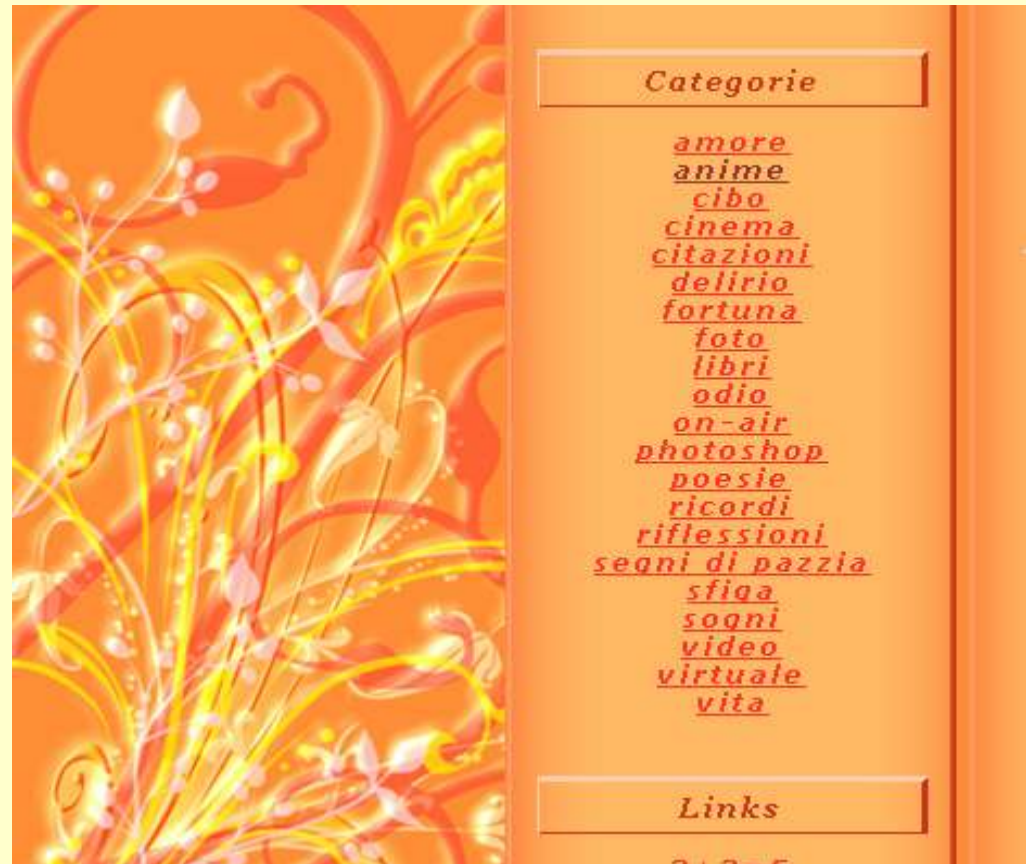 Categorie
amore
anime
cibo
cinema
citazioni
delirio
fortuna
foto
libri
odio
on-air
photoshop
poesie
ricordi
riflessioni
segni di pazzia
sfiga
sogni
video
virtuale
vita
Links